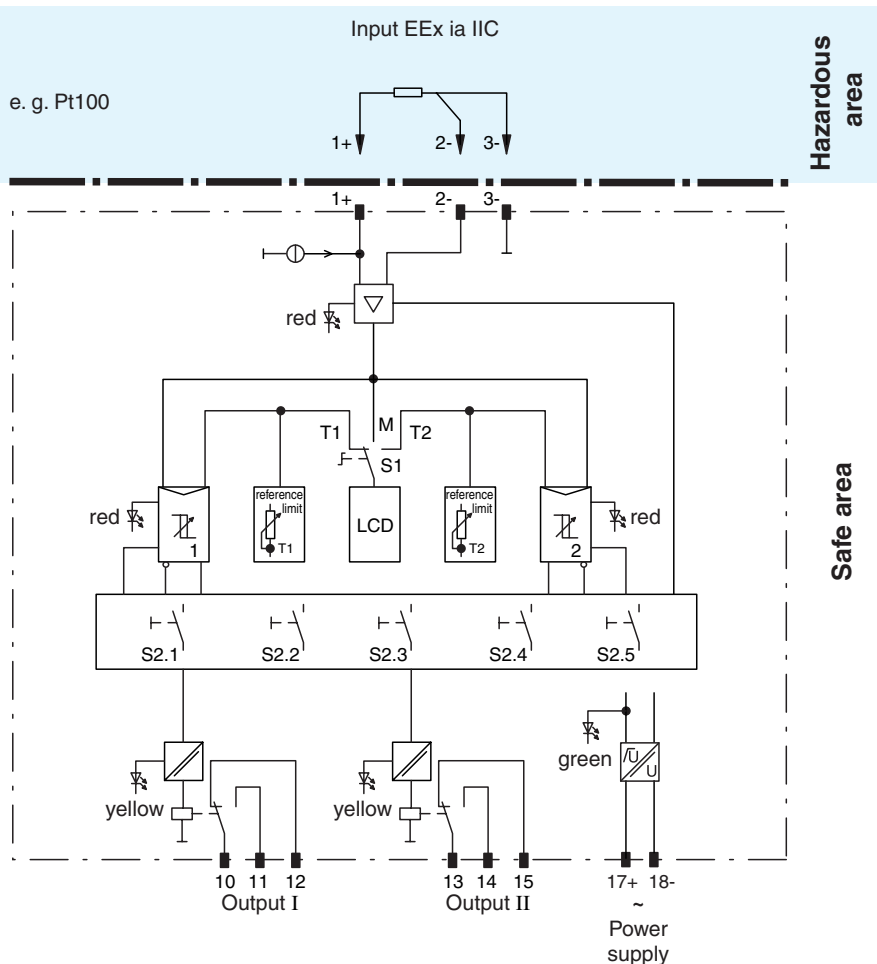 Input EEx ia IIC
e. g. Pt100
Hazardous
area
1+ 2- 3-
1+ 2- 3-
red
T1 M T2
S1
reference
limit
T1
LCD
reference
limit
T2
red
1
2
red
S2.1 S2.2 S2.3 S2.4 S2.5
Safe area
green
U
U
yellow
yellow
10 11 12
Output I
13 14 15
Output II
17+ 18-
~
Power
supply